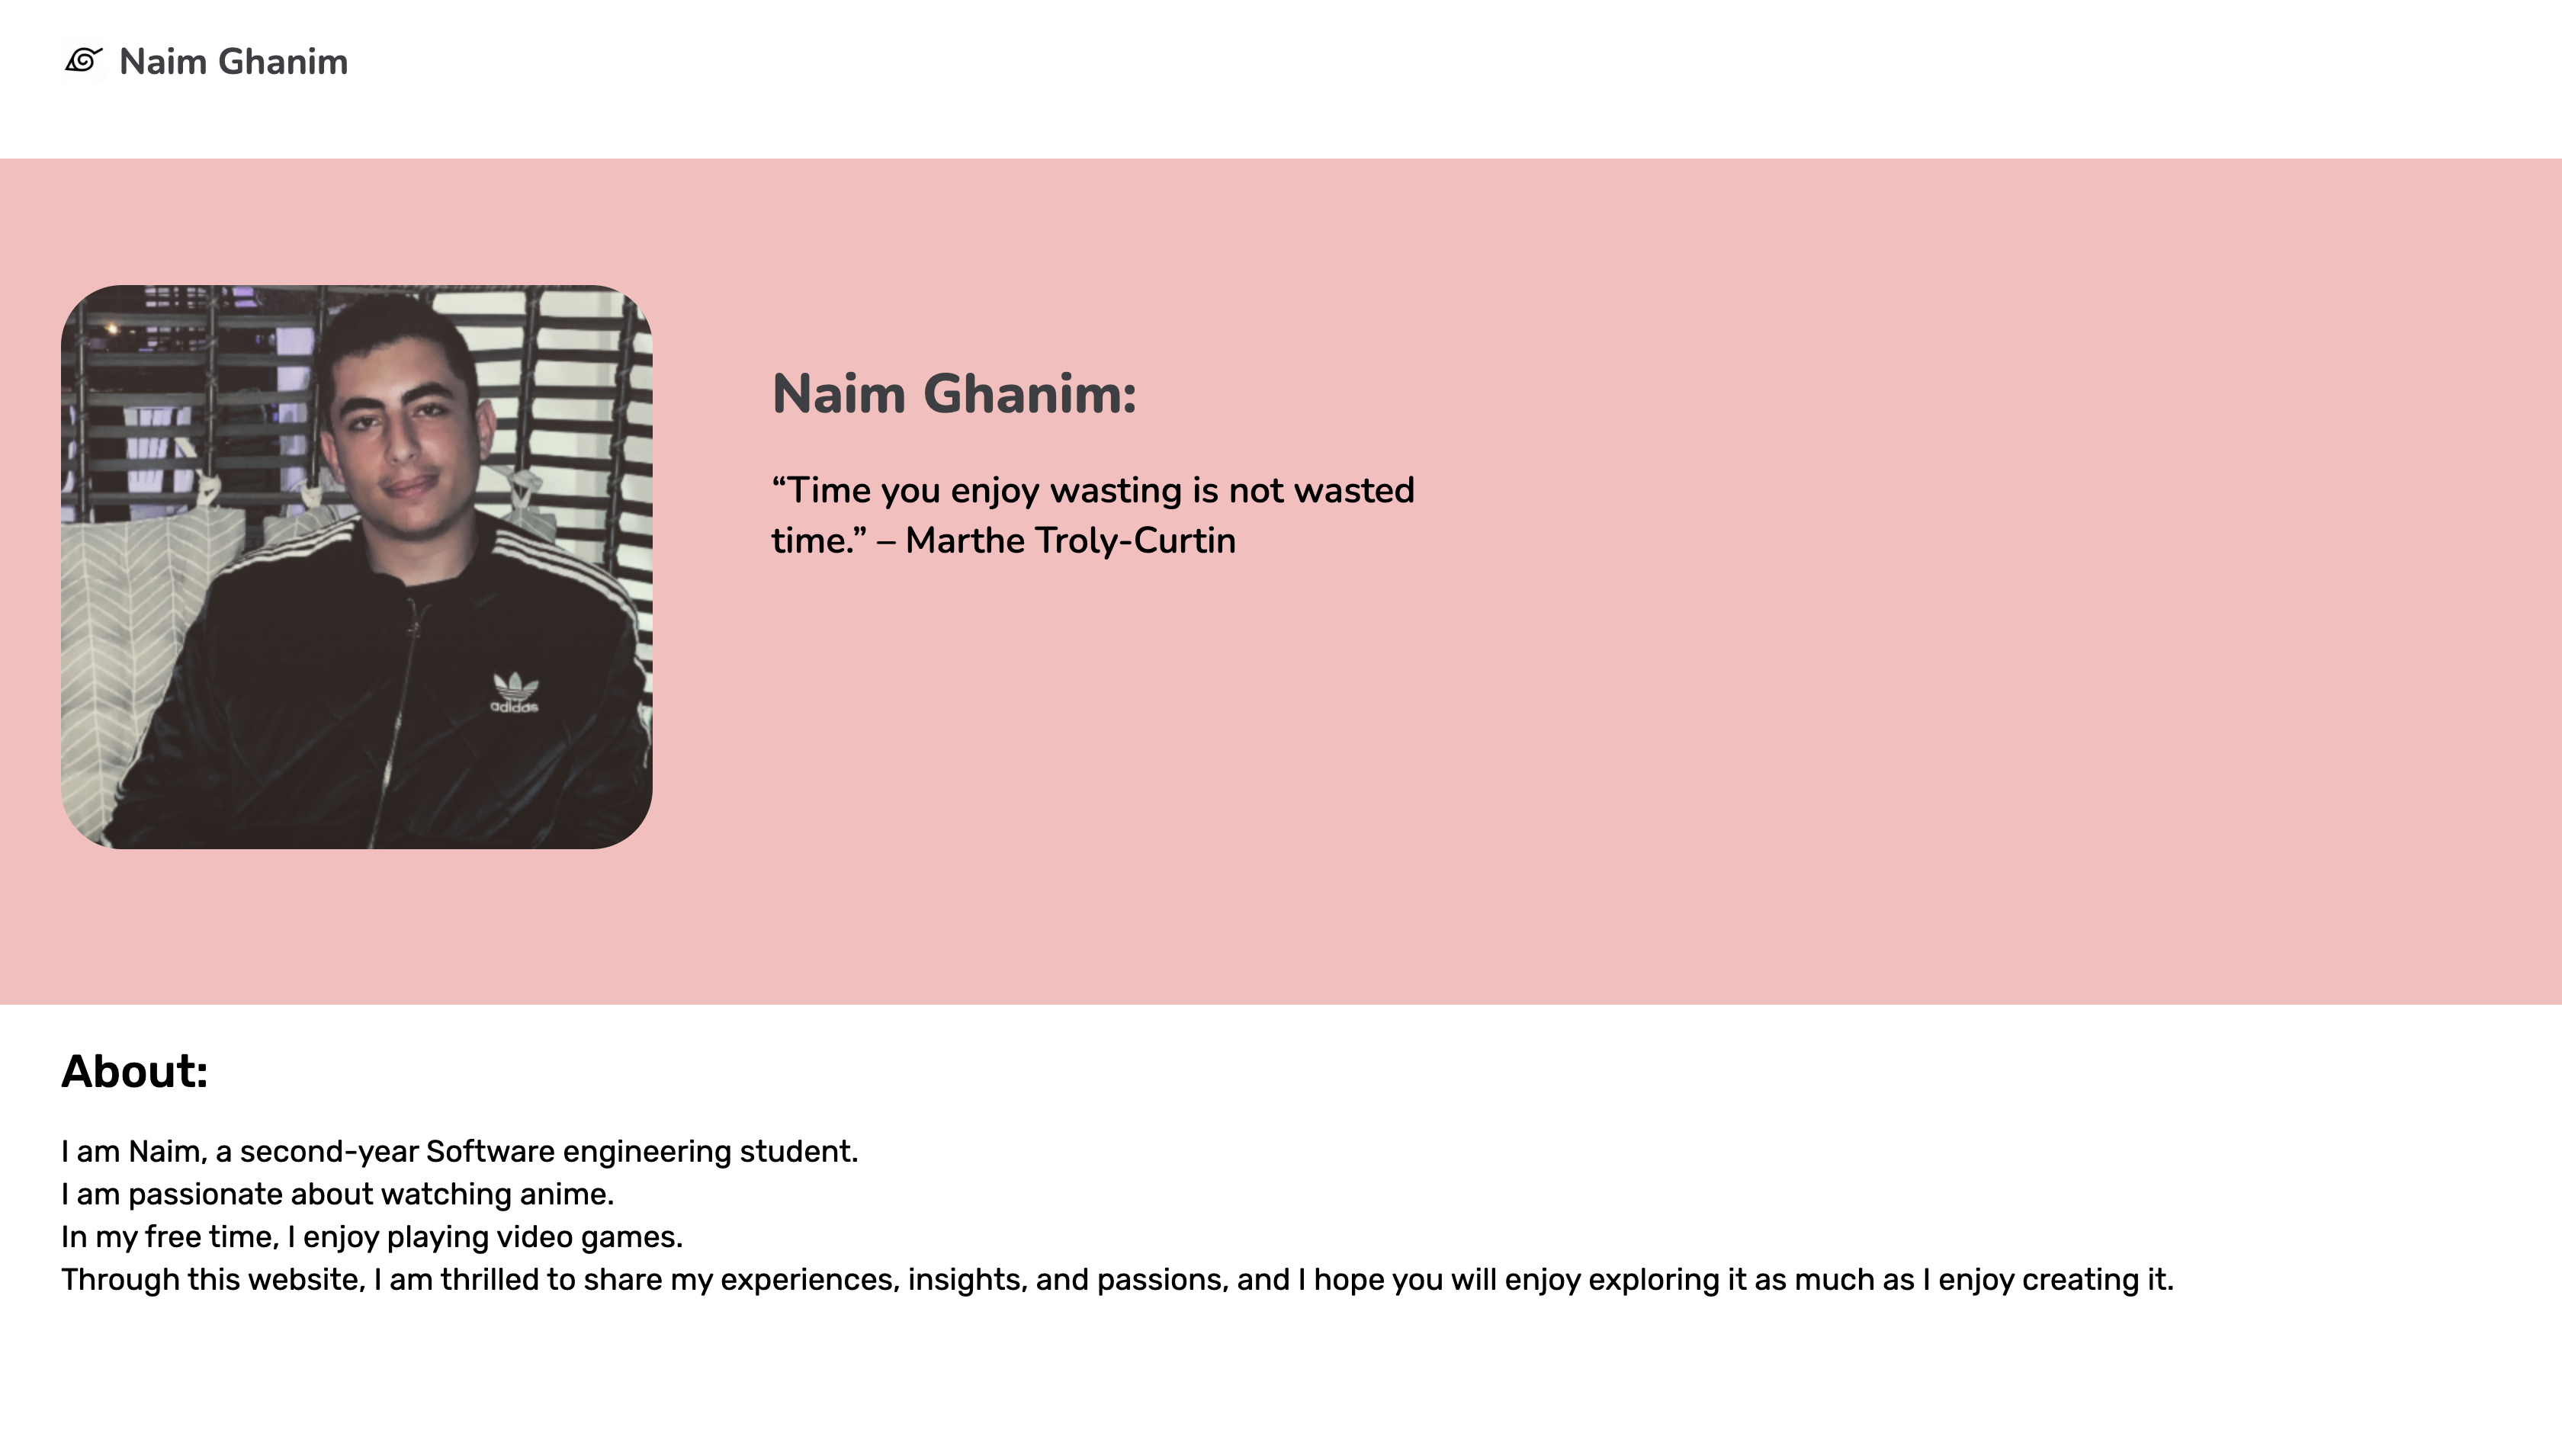 Naim Ghanim
Naim Ghanim:
“Time you enjoy wasting is not wasted
time.” – Marthe Troly-Curtin
adidas
About:
I am Naim, a second-year Software engineering student.
I am passionate about watching anime.
In my free time, I enjoy playing video games.
Through this website, I am thrilled to share my experiences, insights, and passions, and I hope you will enjoy exploring it as much as I enjoy creating it.